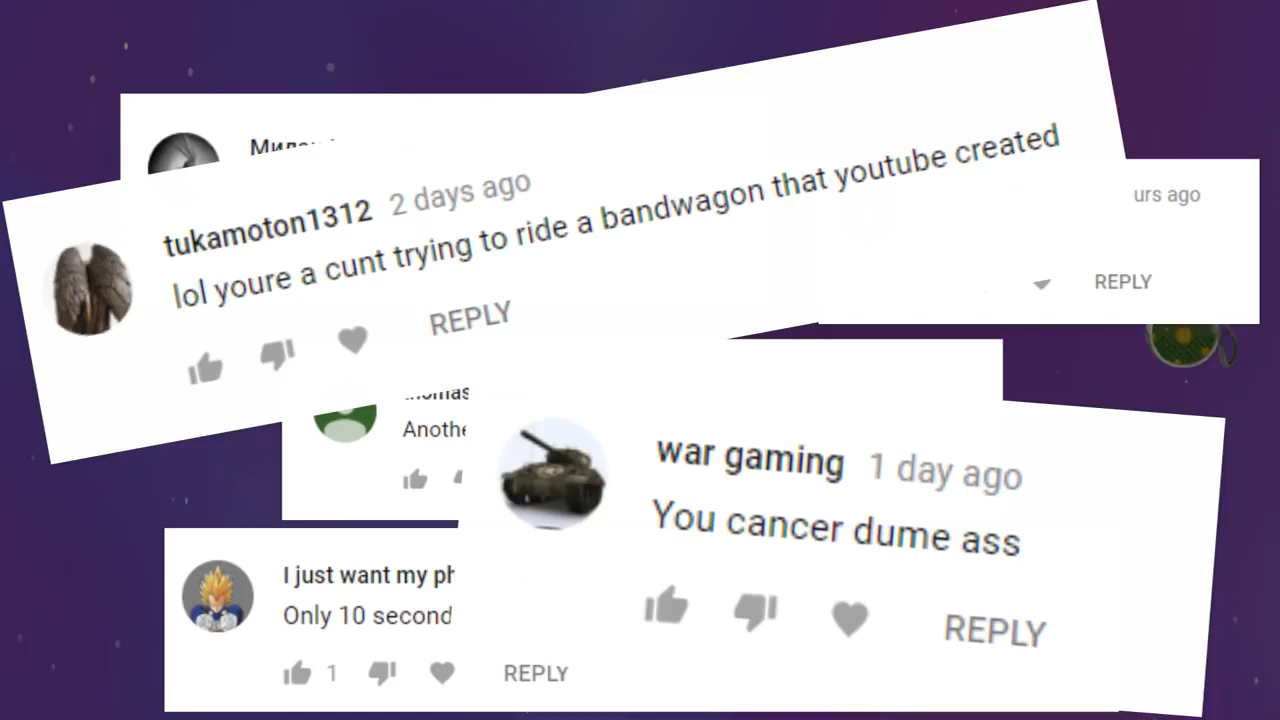 tukamoton1312 2 days ago
lol youre a cunt trying to ride a bandwagon that youtube created
REPLY
urs ago
REPLY
Anothe
war gaming 1 day ago
You cancer dume ass
REPLY
I just want my ph
Only 10 second
1 REPLY